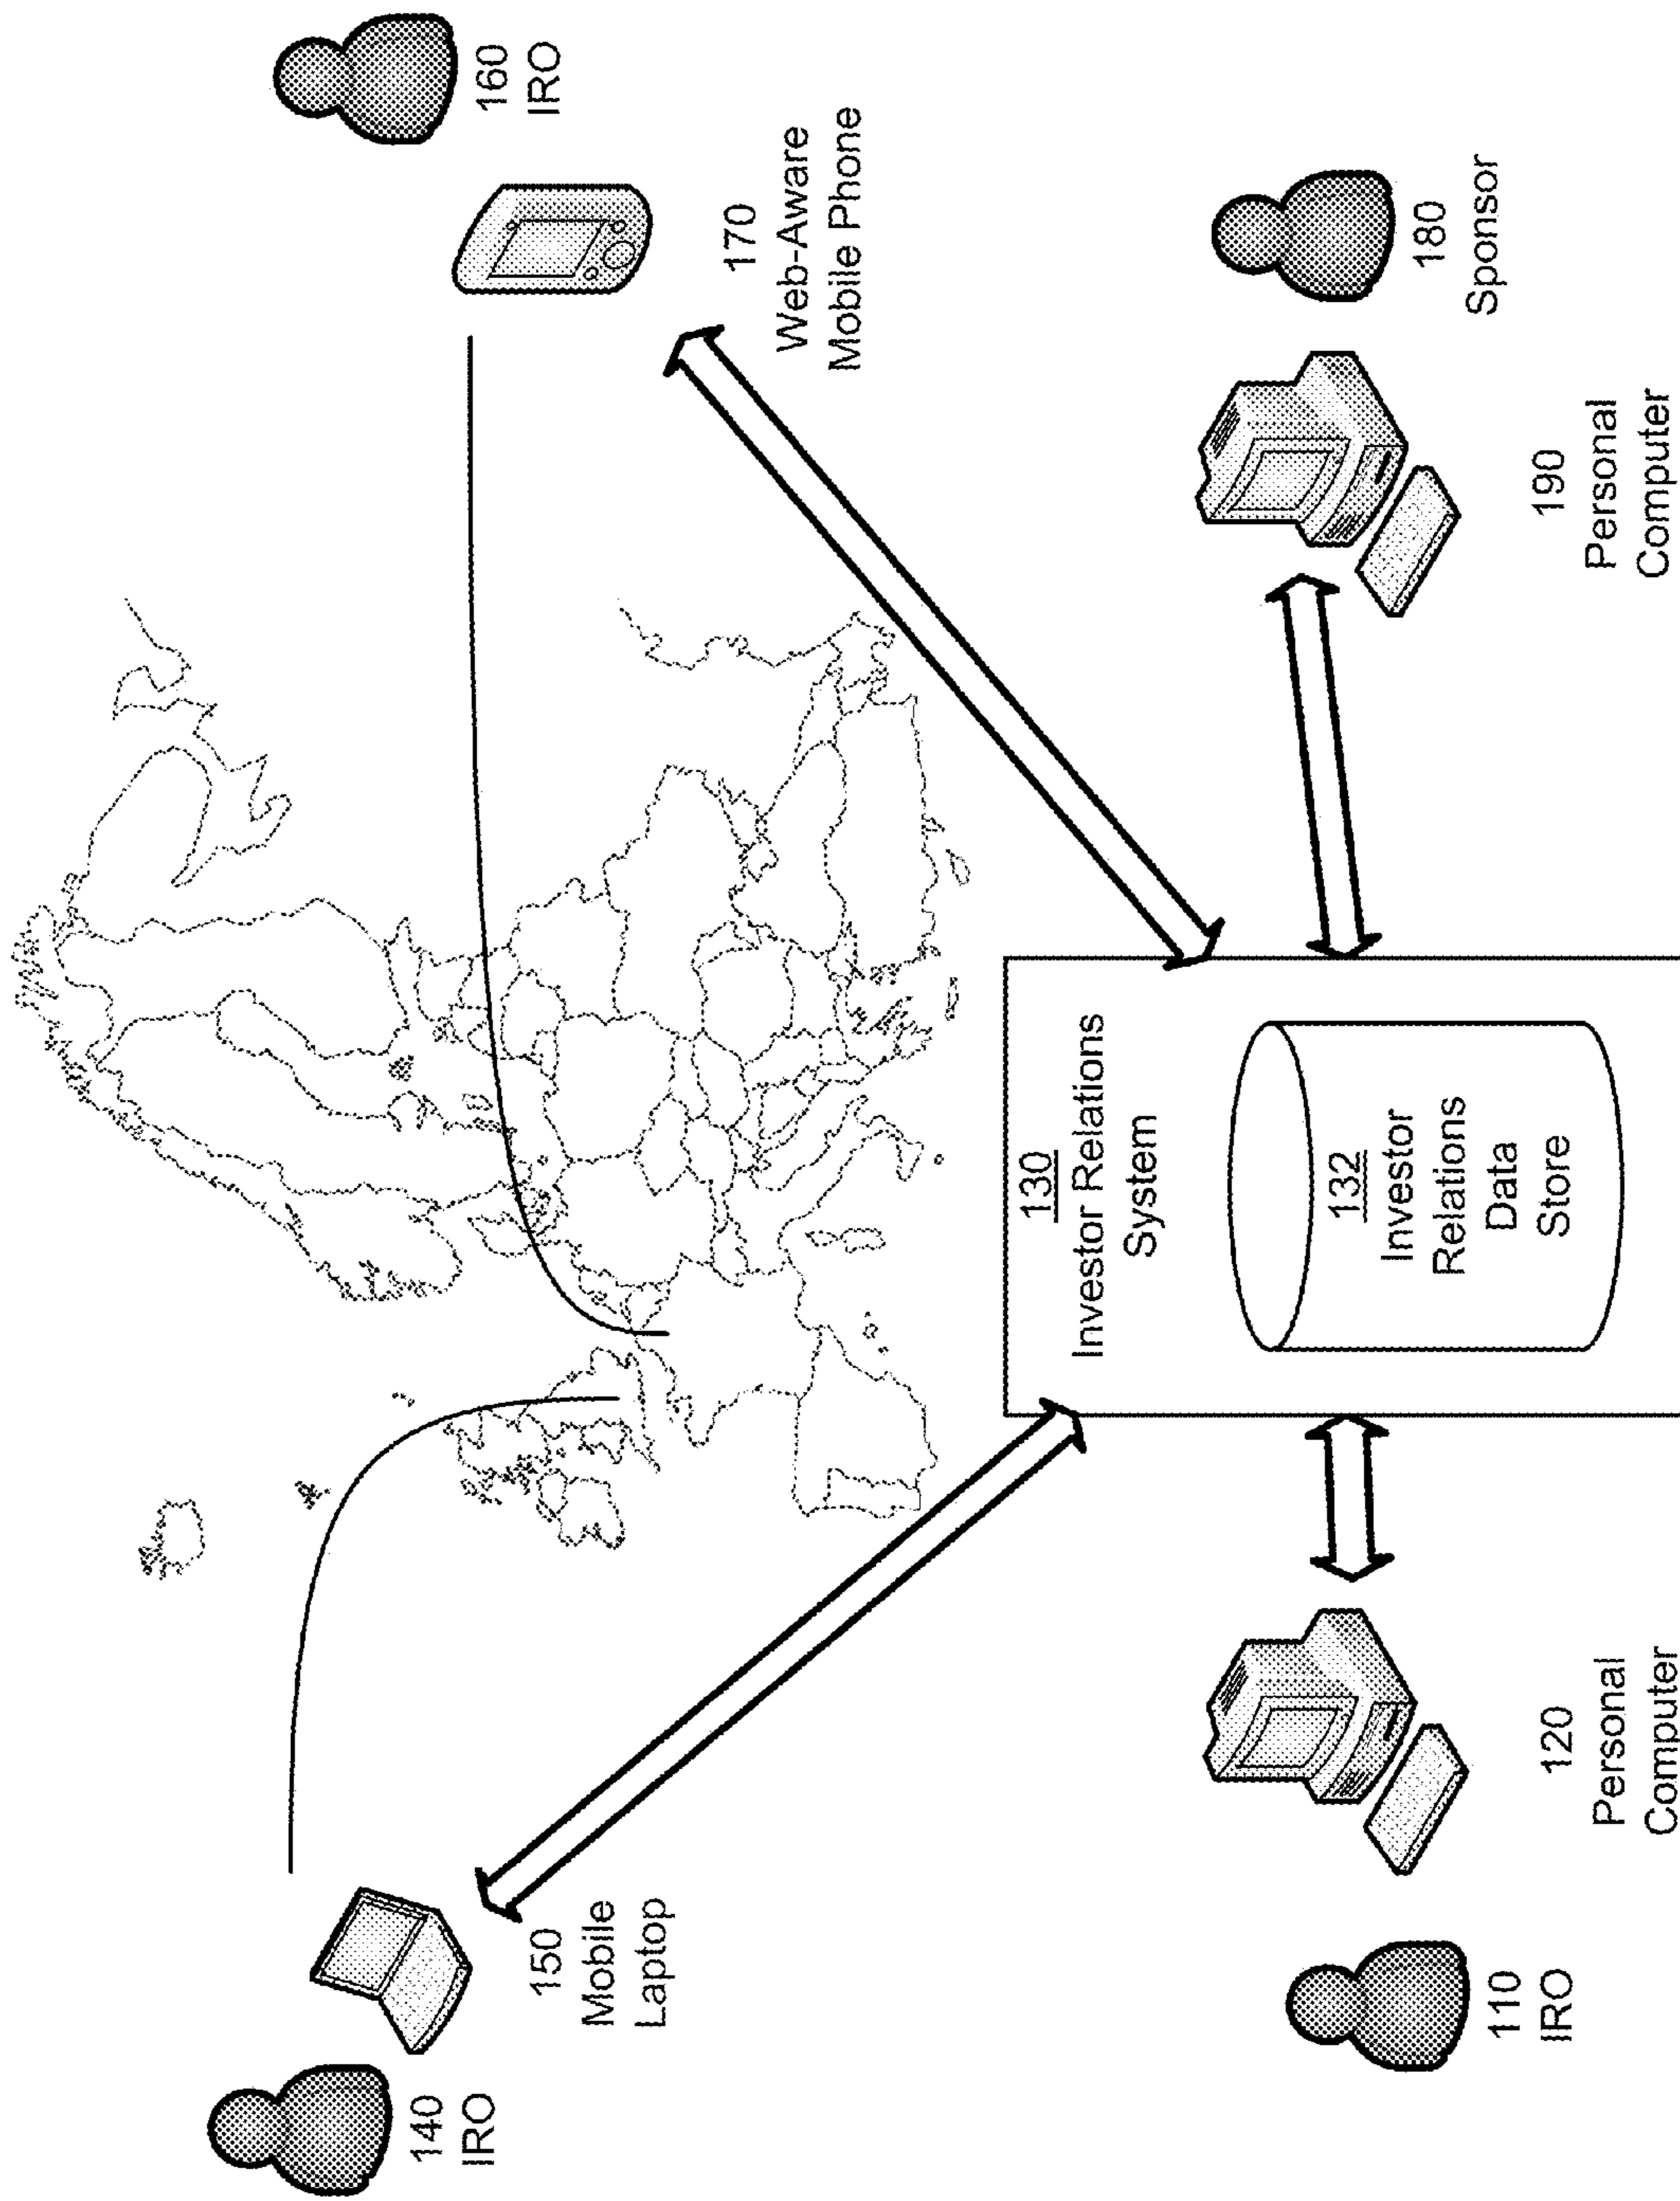 140
IRO
150
Mobile
Laptop
160
IRO
170
Web-Aware
Mobile Phone
130
Investor Relations
System
132
Investor
Relations
Data
Store
110
IRO
120
Personal
Computer
180
Sponsor
190
Personal
Computer